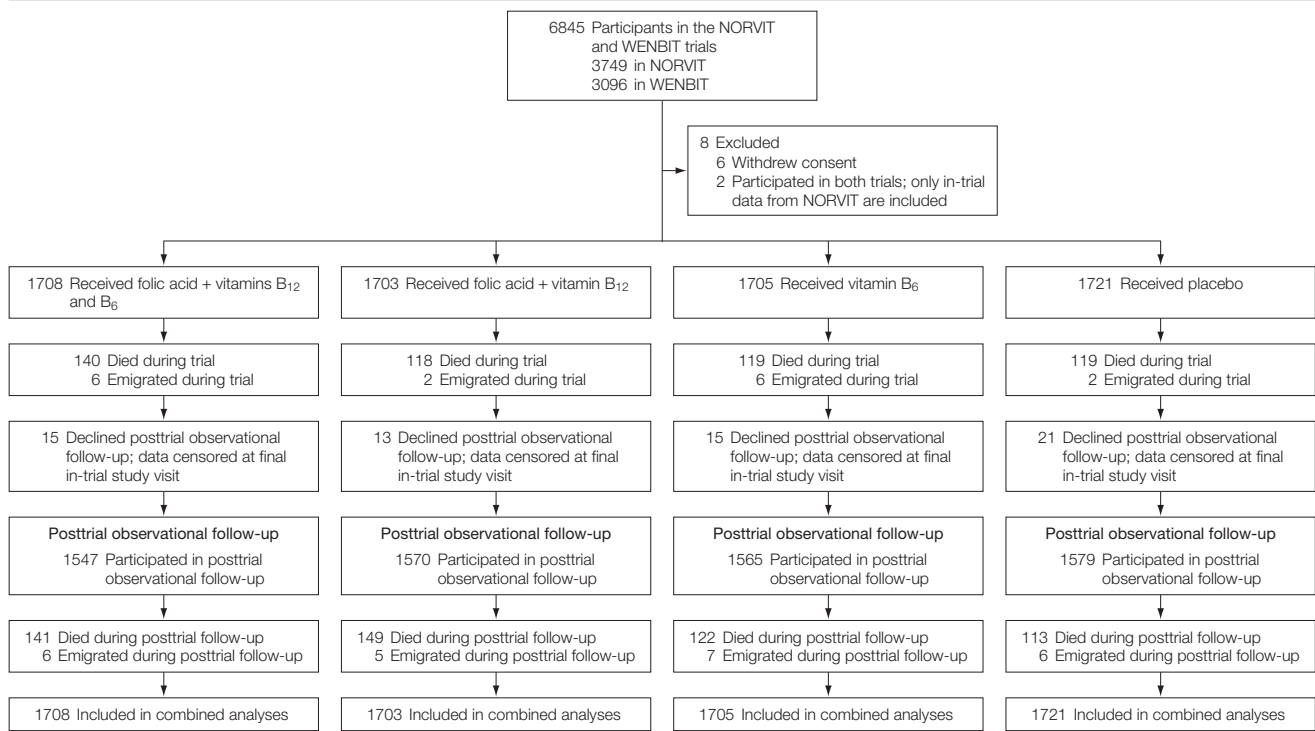 6845 Participants in the NORVIT
and WENBIT trials
3749 in NORVIT
3096 in WENBIT
8 Excluded
6 Withdrew consent
2 Participated in both trials; only in-trial
data from NORVIT are included
1708 Received folic acid + vitamins B12
and B6
1703 Received folic acid + vitamin B12
1705 Received vitamin B6
1721 Received placebo
140 Died during trial
6 Emigrated during trial
118 Died during trial
2 Emigrated during trial
119 Died during trial
6 Emigrated during trial
119 Died during trial
2 Emigrated during trial
15 Declined posttrial observational
follow-up; data censored at final
in-trial study visit
13 Declined posttrial observational
follow-up; data censored at final
in-trial study visit
15 Declined posttrial observational
follow-up; data censored at final
in-trial study visit
21 Declined posttrial observational
follow-up; data censored at final
in-trial study visit
Posttrial observational follow-up
1547 Participated in posttrial
observational follow-up
Posttrial observational follow-up
1570 Participated in posttrial
observational follow-up
Posttrial observational follow-up
1565 Participated in posttrial
observational follow-up
Posttrial observational follow-up
1579 Participated in posttrial
observational follow-up
141 Died during posttrial follow-up
6 Emigrated during posttrial follow-up
149 Died during posttrial follow-up
5 Emigrated during posttrial follow-up
122 Died during posttrial follow-up
7 Emigrated during posttrial follow-up
113 Died during posttrial follow-up
6 Emigrated during posttrial follow-up
1708 Included in combined analyses
1703 Included in combined analyses
1705 Included in combined analyses
1721 Included in combined analyses